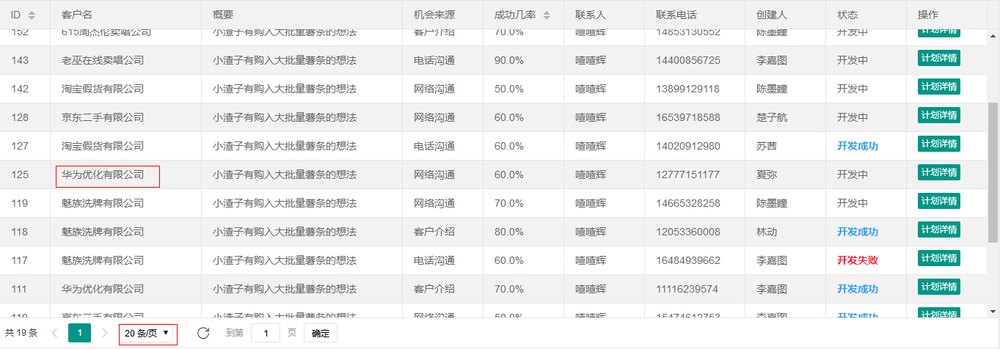 ID 客户名 概要 机会来源 成功几率 联系人 联系电话 创建人 状态 操作
152 615周杰伦卖唱公司 小渣子有购入大批量薯条的想法 客户介绍 70.0% 喳喳辉 14853130552 陈墨瞳 开发中 计划详情
143 老巫在线卖唱公司 小渣子有购入大批量薯条的想法 电话沟通 90.0% 喳喳辉 14400856725 李嘉图 开发中 计划详情
142 淘宝假货有限公司 小渣子有购入大批量薯条的想法 网络沟通 50.0% 喳喳辉 13899129118 陈墨瞳 开发中 计划详情
128 京东二手有限公司 小渣子有购入大批量薯条的想法 网络沟通 60.0% 喳喳辉 16539718588 楚子航 开发中 计划详情
127 淘宝假货有限公司 小渣子有购入大批量薯条的想法 电话沟通 60.0% 喳喳辉 14020912980 苏茜 开发成功 计划详情
125 华为优化有限公司 小渣子有购入大批量薯条的想法 网络沟通 60.0% 喳喳辉 12777151177 夏弥 开发中 计划详情
119 魅族洗牌有限公司 小渣子有购入大批量薯条的想法 网络沟通 70.0% 喳喳辉 14665328258 陈墨瞳 开发中 计划详情
118 魅族洗牌有限公司 小渣子有购入大批量薯条的想法 客户介绍 80.0% 喳喳辉 12053360008 林动 开发成功 计划详情
117 魅族洗牌有限公司 小渣子有购入大批量薯条的想法 电话沟通 60.0% 喳喳辉 16484939662 李嘉图 开发失败 计划详情
111 华为优化有限公司 小渣子有购入大批量薯条的想法 客户介绍 70.0% 喳喳辉 11116239574 李嘉图 开发成功 计划详情
110 京东二手有限公司 小渣子有购入大批量薯条的想法 网络沟通 50.0% 喳喳辉 15474612753 李嘉图 开发成功 计划详情
共 19 条 1 20 条/页 到第 1 页 确定